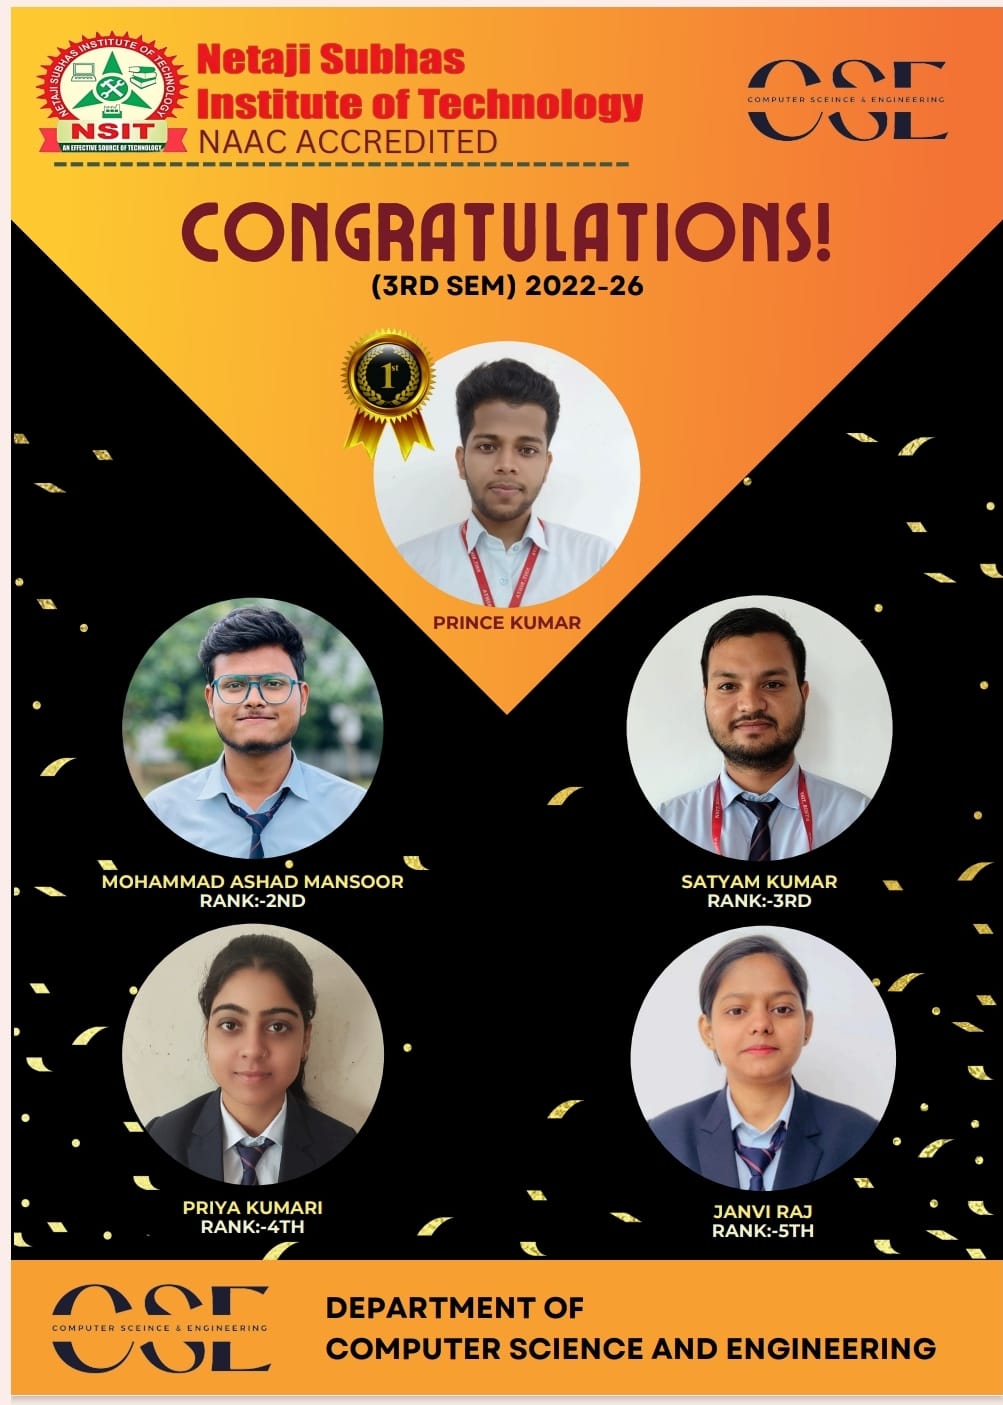 NETAJI SUBHAS INSTITUTE OF TECHNOLOGY
NSIT
AN EFFECTIVE SOURCE OF TECHNOLOGY
Netaji Subhas
Institute of Technology
NAAC ACCREDITED
CSE
COMPUTER SCEINCE & ENGINEERING
CONGRATULATIONS!
(3RD SEM) 2022-26
1st
PRINCE KUMAR
MOHAMMAD ASHAD MANSOOR
RANK:-2ND
SATYAM KUMAR
RANK:-3RD
PRIYA KUMARI
RANK:-4TH
JANVI RAJ
RANK:-5TH
CSE
COMPUTER SCEINCE & ENGINEERING
DEPARTMENT OF
COMPUTER SCIENCE AND ENGINEERING